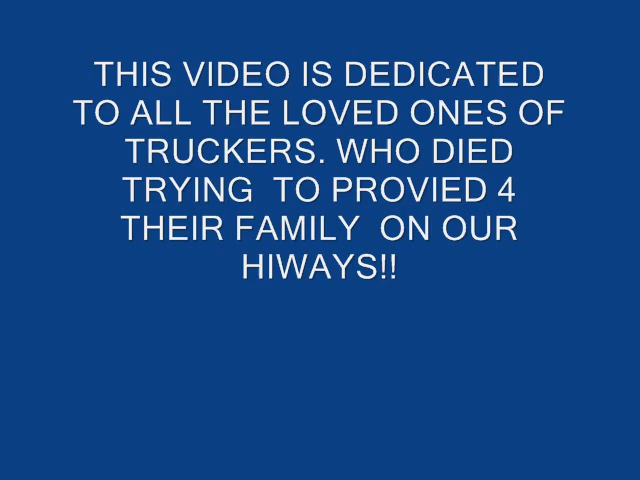 THIS VIDEO IS DEDICATED
TO ALL THE LOVED ONES OF
TRUCKERS. WHO DIED
TRYING  TO PROVIED 4
THEIR FAMILY  ON OUR
HIWAYS!!